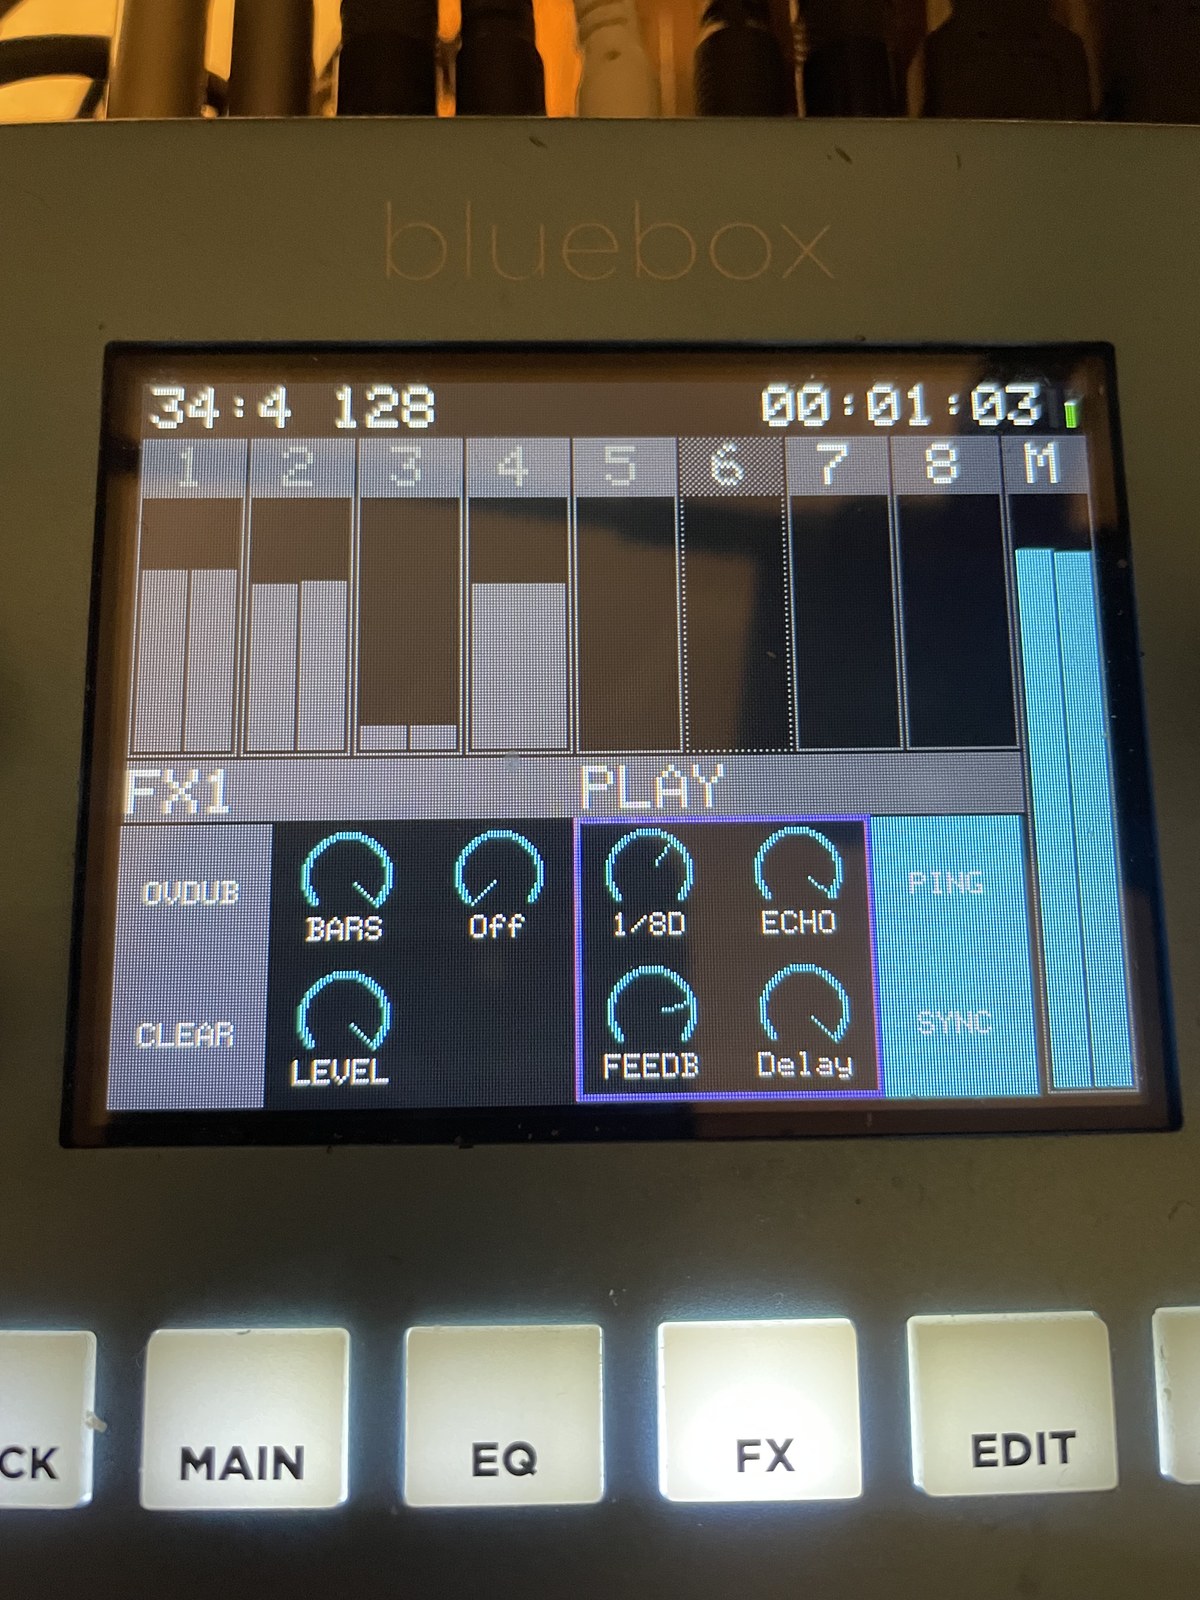 bluebox
34:4 128 00:01:03
1 2 3 4 5 6 7 8 M
FX1 PLAY
OVDUB BARS Off 1/8D ECHO PING
CLEAR LEVEL FEEDB Delay SYNC
CK MAIN EQ FX EDIT